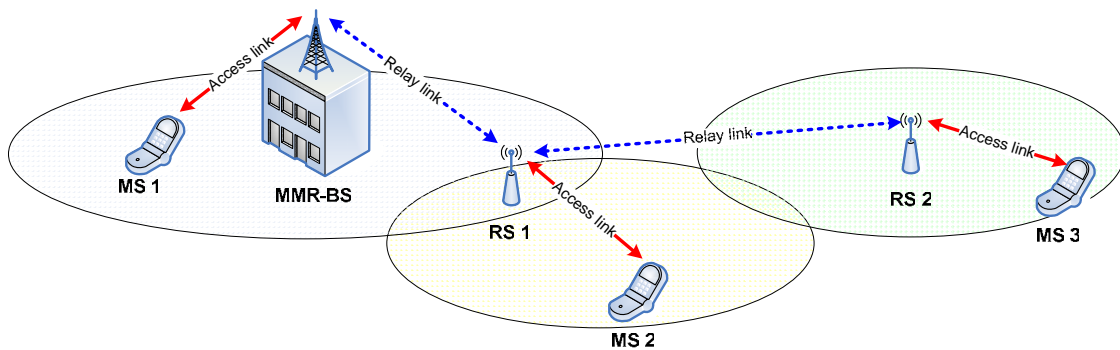 Access link
Relay link
Relay link
Access link
Access link
MS 1
MMR-BS
RS 1
RS 2
MS 3
MS 2